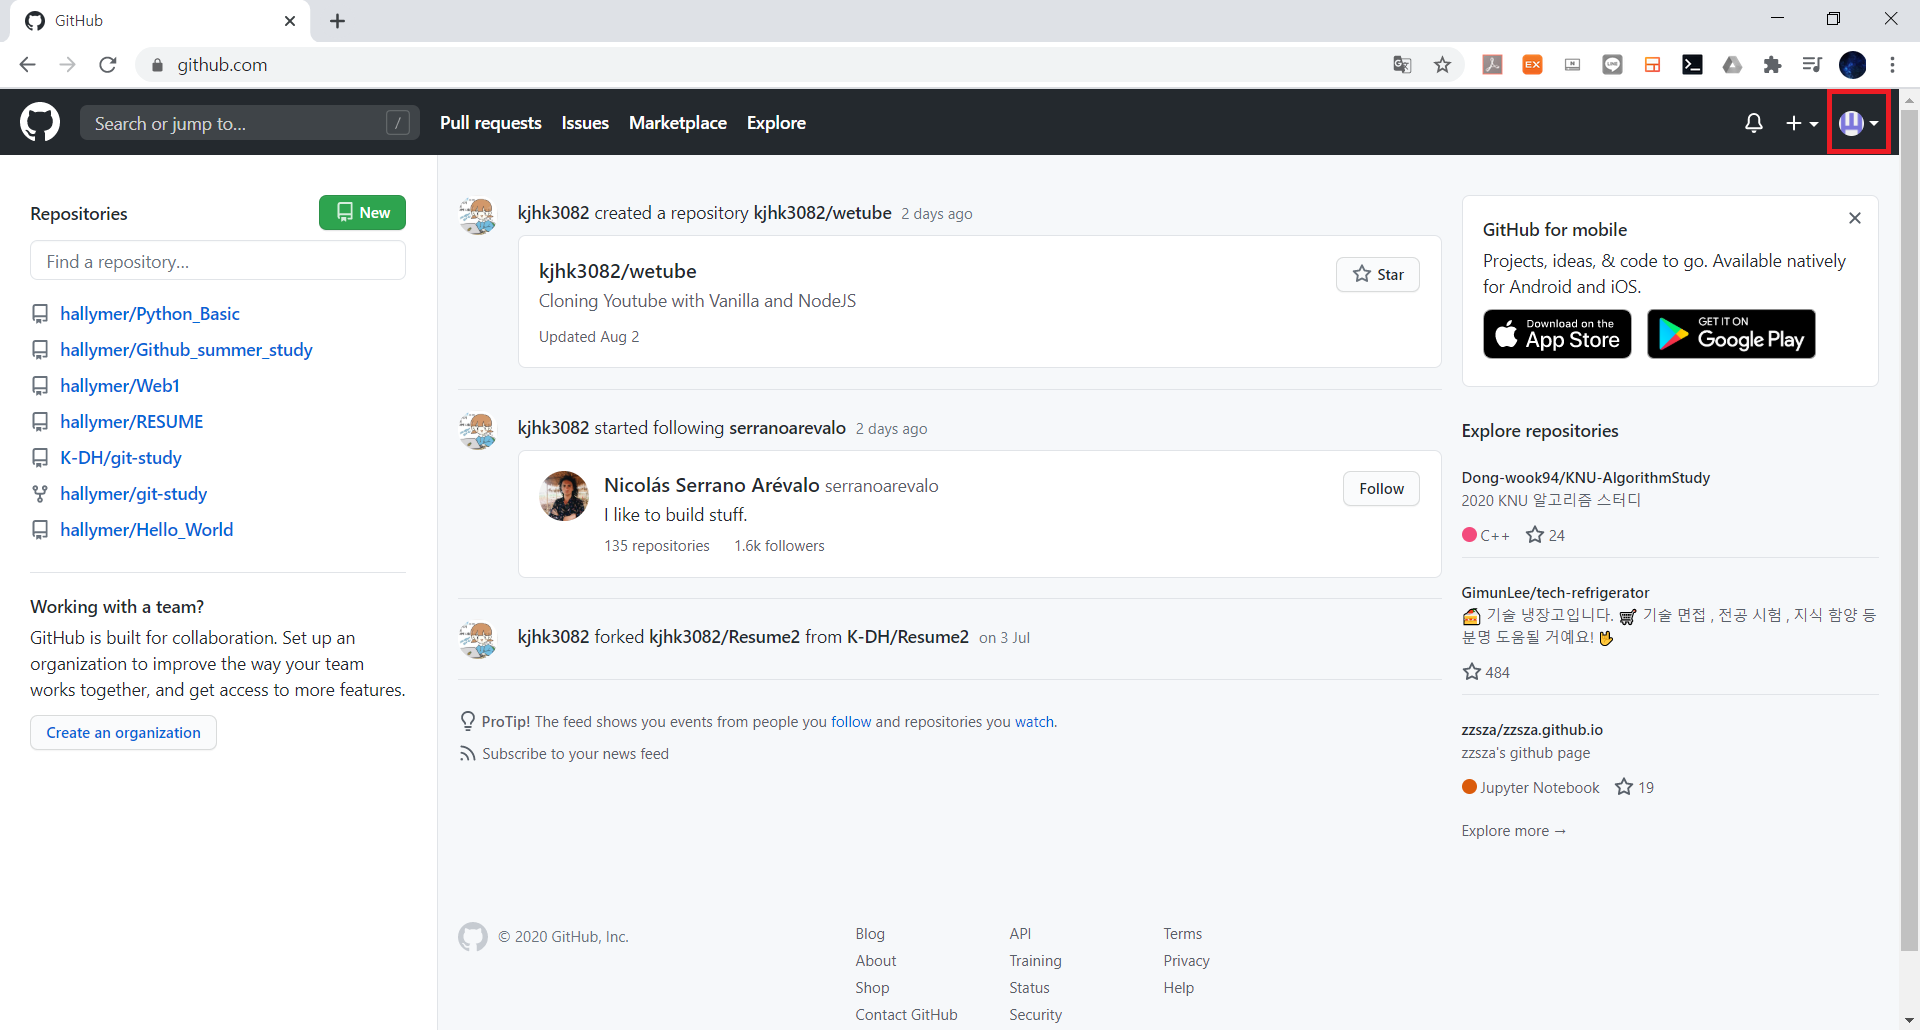 GitHub
github.com
Search or jump to...
/
Pull requests
Issues
Marketplace
Explore
Repositories
New
Find a repository...
hallymer/Python_Basic
hallymer/Github_summer_study
hallymer/Web1
hallymer/RESUME
K-DH/git-study
hallymer/git-study
hallymer/Hello_World
Working with a team?
GitHub is built for collaboration. Set up an
organization to improve the way your team
works together, and get access to more features.
Create an organization
kjhk3082 created a repository kjhk3082/wetube 2 days ago
kjhk3082/wetube
Star
Cloning Youtube with Vanilla and NodeJS
Updated Aug 2
kjhk3082 started following serranoarevalo 2 days ago
Nicolás Serrano Arévalo serranoarevalo
Follow
I like to build stuff.
135 repositories 1.6k followers
kjhk3082 forked kjhk3082/Resume2 from K-DH/Resume2 on 3 Jul
ProTip! The feed shows you events from people you follow and repositories you watch.
Subscribe to your news feed
GitHub for mobile
Projects, ideas, & code to go. Available natively
for Android and iOS.
Download on the
App Store
GET IT ON
Google Play
Explore repositories
Dong-wook94/KNU-AlgorithmStudy
2020 KNU 알고리즘 스터디
C++ 24
GimunLee/tech-refrigerator
🧀 기술 냉장고입니다. 🛒 기술 면접 , 전공 시험 , 지식 함양 등
분명 도움될 거예요! 🤟
484
zzsza/zzsza.github.io
zzsza's github page
Jupyter Notebook 19
Explore more →
© 2020 GitHub, Inc.
Blog
About
Shop
Contact GitHub
API
Training
Status
Security
Terms
Privacy
Help